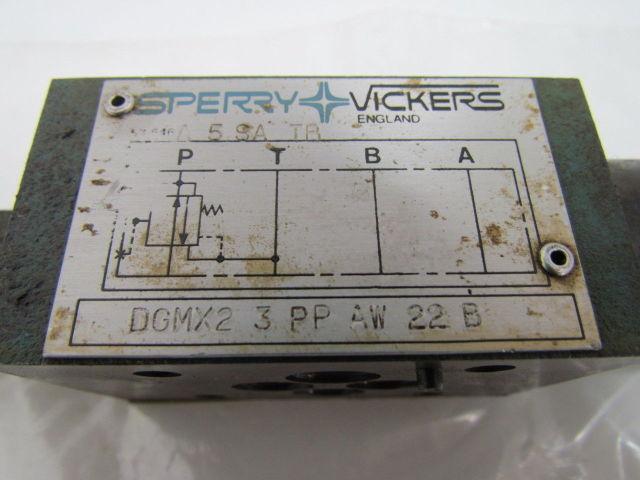 SPERRY VICKERS
ENGLAND
A 5 SA TB
P T B A
DGMX2 3 PP AW 22 B